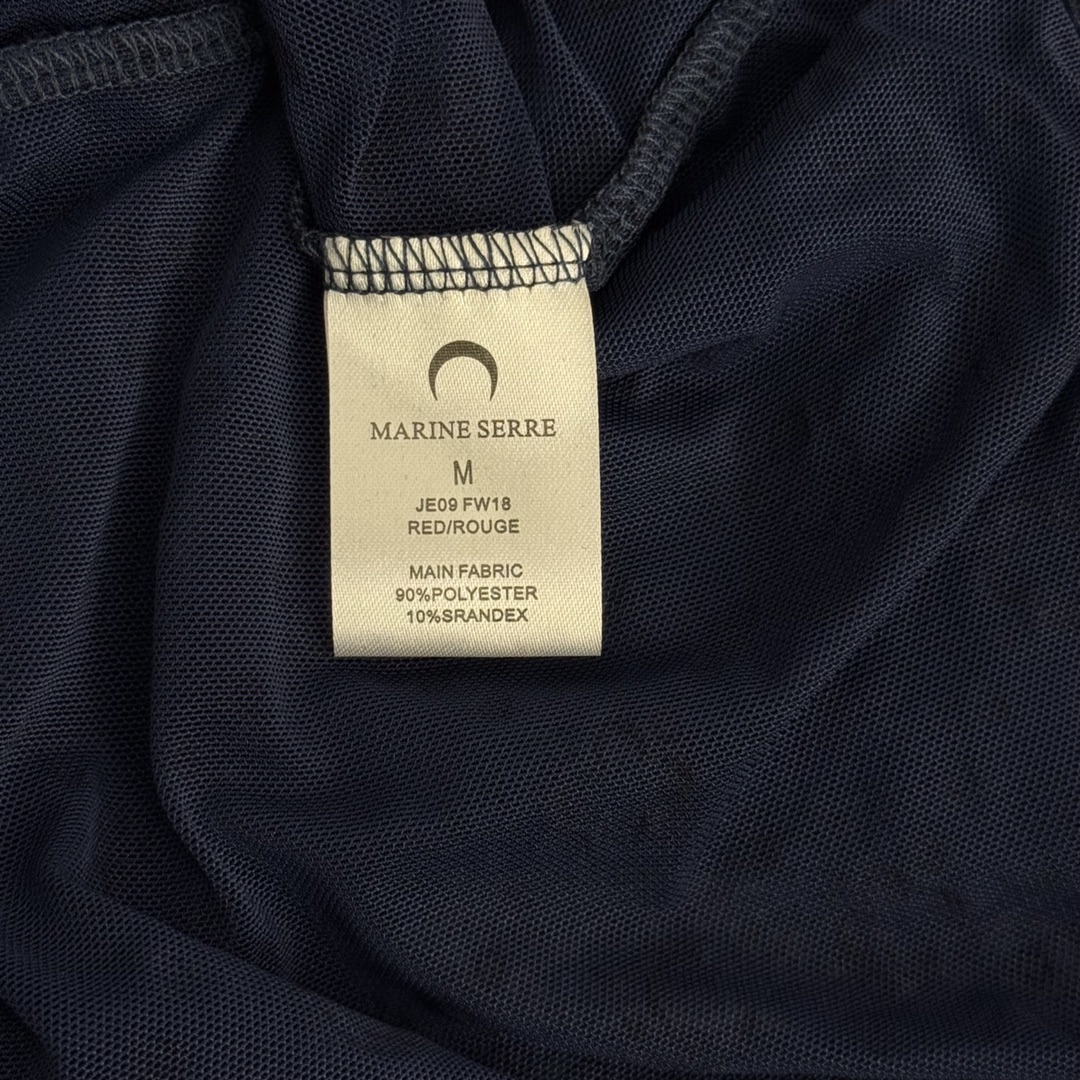 MARINE SERRE
M
JE09 FW18
RED/ROUGE
MAIN FABRIC
90%POLYESTER
10%SRANDEX